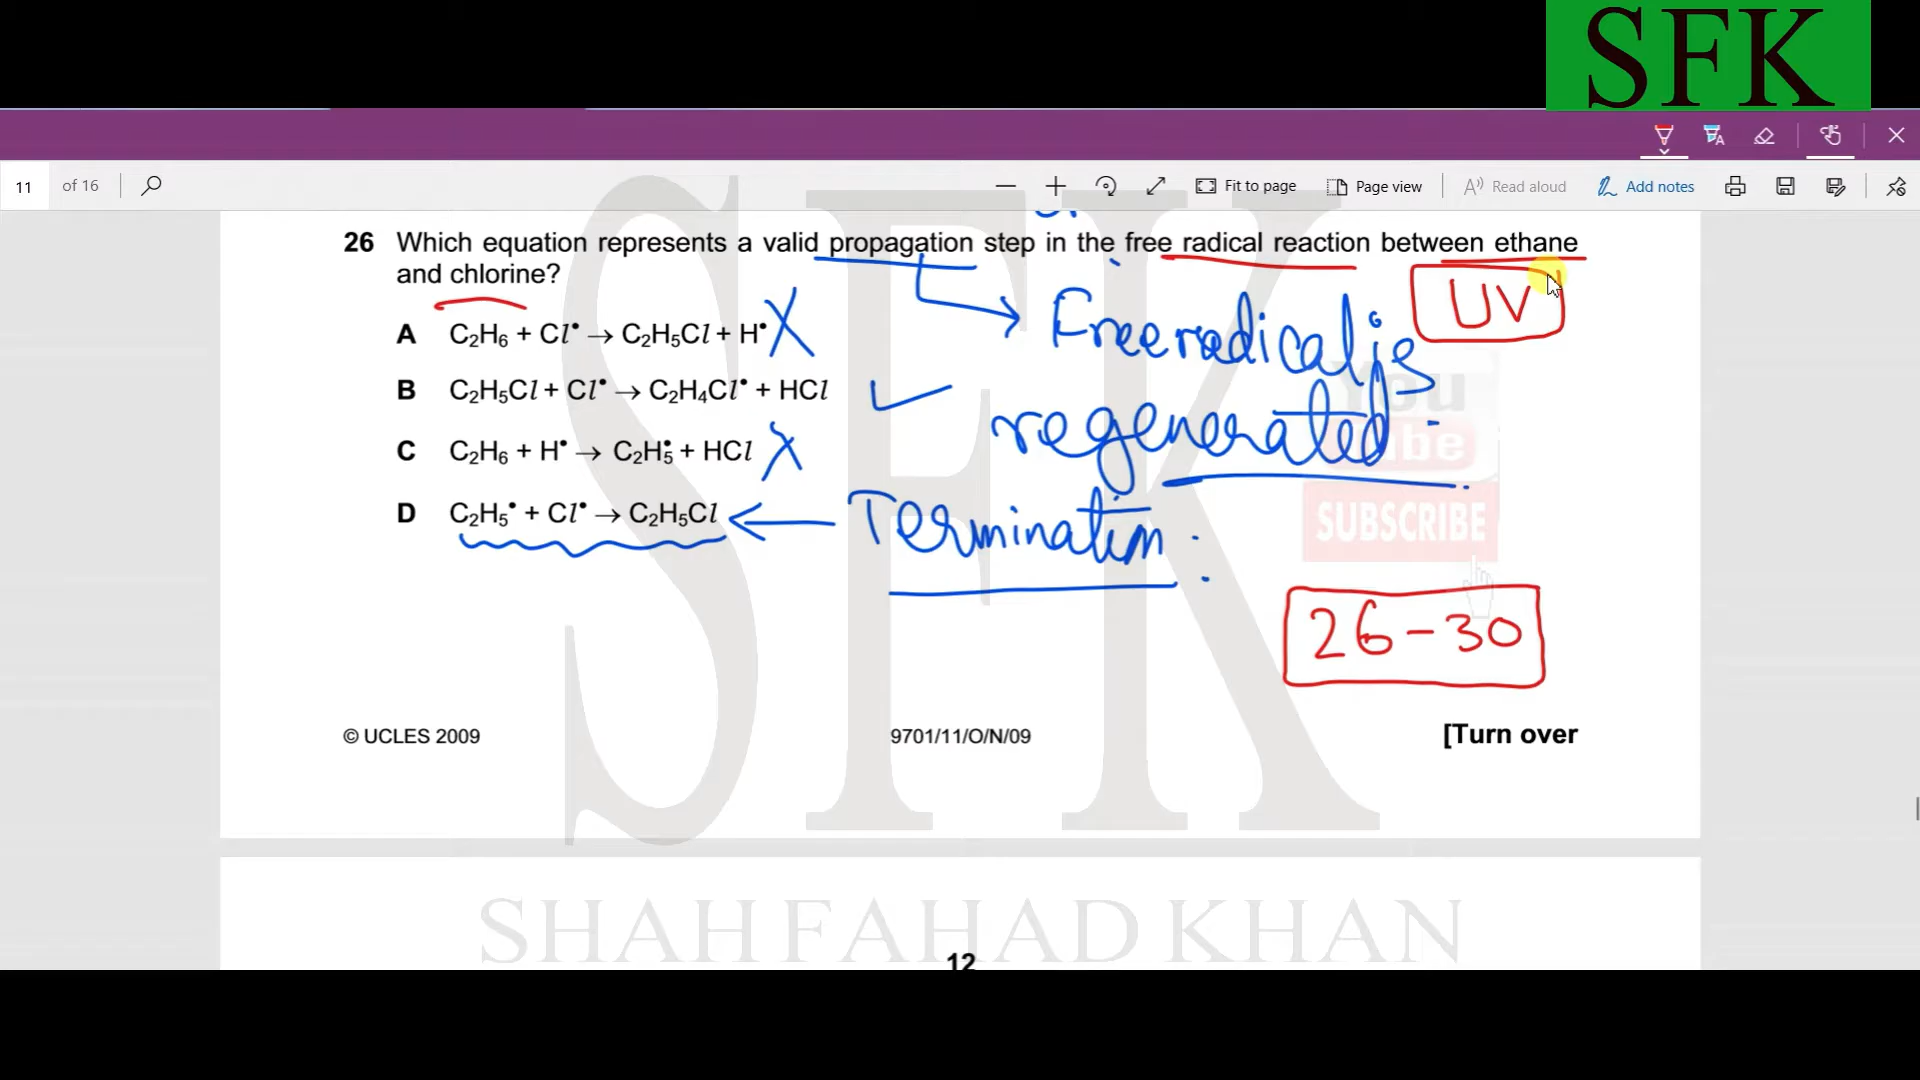 SFK
11 of 16
Fit to page
Page view
Read aloud
Add notes
26 Which equation represents a valid propagation step in the free radical reaction between ethane
and chlorine?
UV
A C₂H₆ + Cl• → C₂H₅Cl + H• X
Free radical is
B C₂H₅Cl + Cl• → C₂H₄Cl• + HCl ✓
regenerated.
C C₂H₆ + H• → C₂H₅• + HCl X
D C₂H₅• + Cl• → C₂H₅Cl ← Termination :
You
Tube
SUBSCRIBE
26-30
SFK
© UCLES 2009
9701/11/O/N/09
[Turn over
SHAH FAHAD KHAN
12